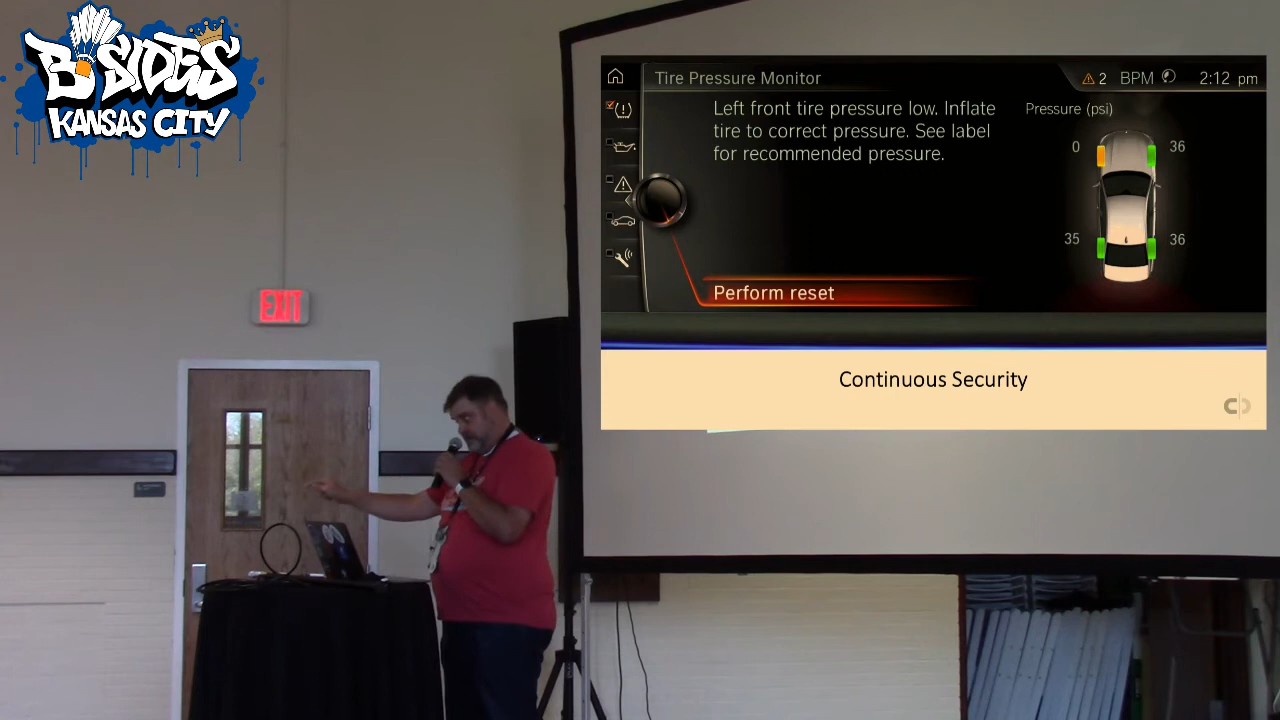 B·SIDES
KANSAS CITY
EXIT
Tire Pressure Monitor
2 BPM 2:12 pm
Left front tire pressure low. Inflate
tire to correct pressure. See label
for recommended pressure.
Pressure (psi)
0 36
35 36
Perform reset
Continuous Security